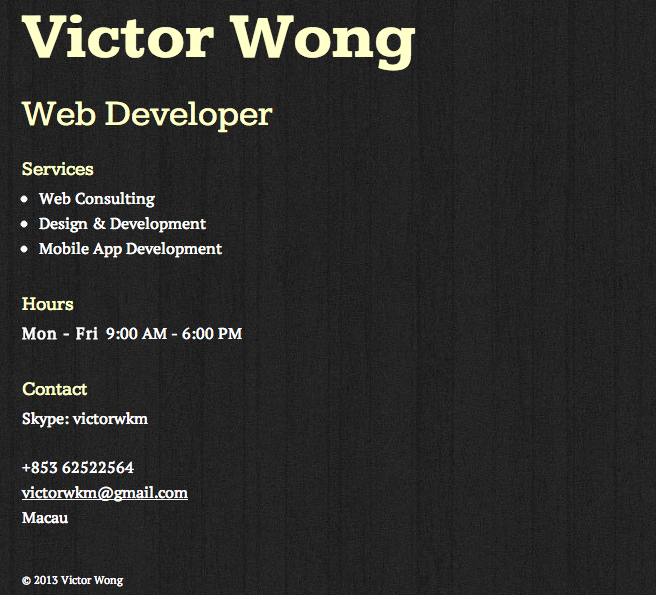 Victor Wong
Web Developer
Services
• Web Consulting
• Design & Development
• Mobile App Development
Hours
Mon - Fri 9:00 AM - 6:00 PM
Contact
Skype: victorwkm
+853 62522564
victorwkm@gmail.com
Macau
© 2013 Victor Wong